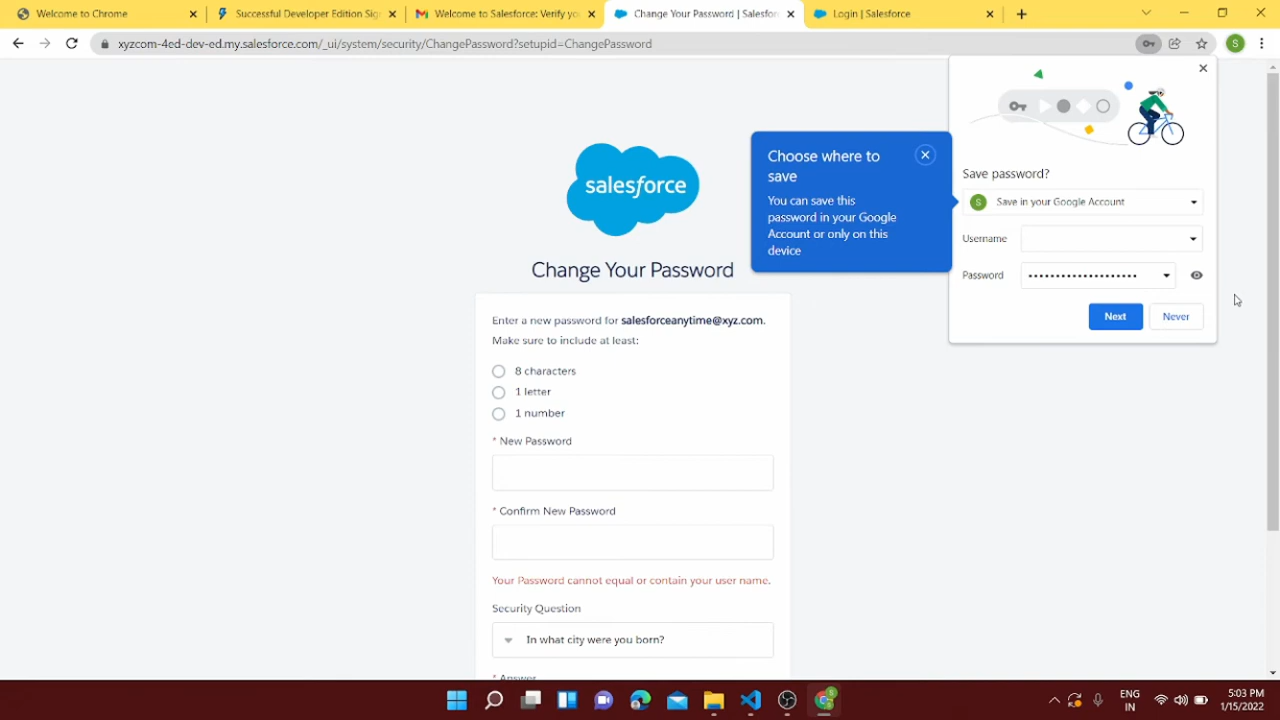 Welcome to Chrome
Successful Developer Edition Sig
Welcome to Salesforce: Verify yo
Change Your Password | Salesfor
Login | Salesforce
xyzcom-4ed-dev-ed.my.salesforce.com/_ui/system/security/ChangePassword?setupid=ChangePassword
S
Choose where to
save
You can save this
password in your Google
Account or only on this
device
Save password?
S Save in your Google Account
Username
Password ••••••••••••••••••••
Next Never
salesforce
Change Your Password
Enter a new password for salesforceanytime@xyz.com.
Make sure to include at least:
8 characters
1 letter
1 number
* New Password
* Confirm New Password
Your Password cannot equal or contain your user name.
Security Question
In what city were you born?
* Answer
ENG
IN
5:03 PM
1/15/2022